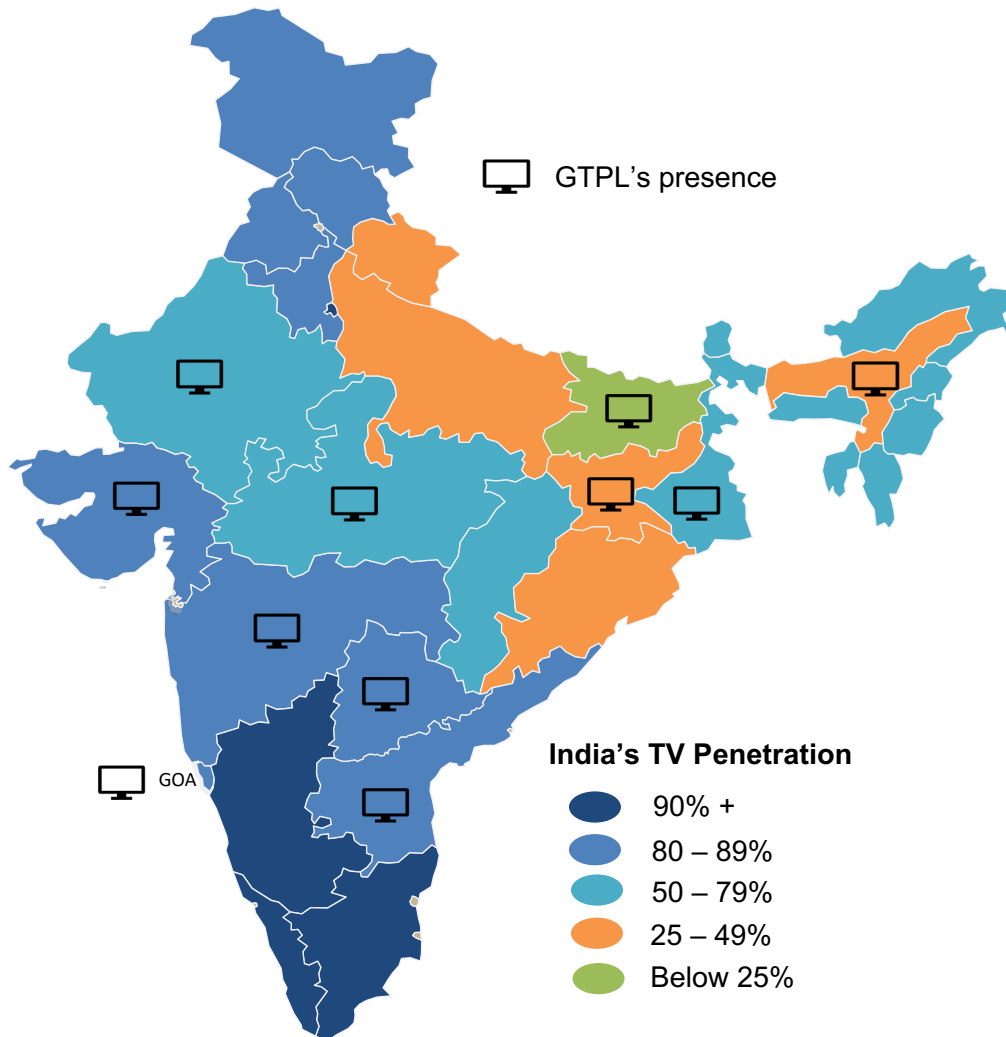 GTPL’s presence
GOA
India’s TV Penetration
90% +
80 – 89%
50 – 79%
25 – 49%
Below 25%